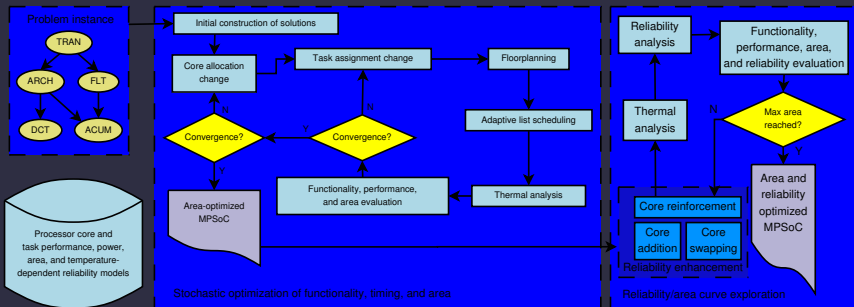 Problem instance
TRAN
ARCH
FLT
DCT
ACUM
Processor core and
task performance, power,
area, and temperature-
dependent reliability models
Initial construction of solutions
Core allocation
change
Task assignment change
Floorplanning
Adaptive list scheduling
Thermal analysis
Functionality, performance,
and area evaluation
Convergence?
N
Y
Convergence?
N
Y
Area-optimized
MPSoC
Stochastic optimization of functionality, timing, and area
Reliability
analysis
Functionality,
performance, area,
and reliability evaluation
Thermal
analysis
N
Max area
reached?
Y
Area and
reliability
optimized
MPSoC
Core reinforcement
Core
addition
Core
swapping
Reliability enhancement
Reliability/area curve exploration